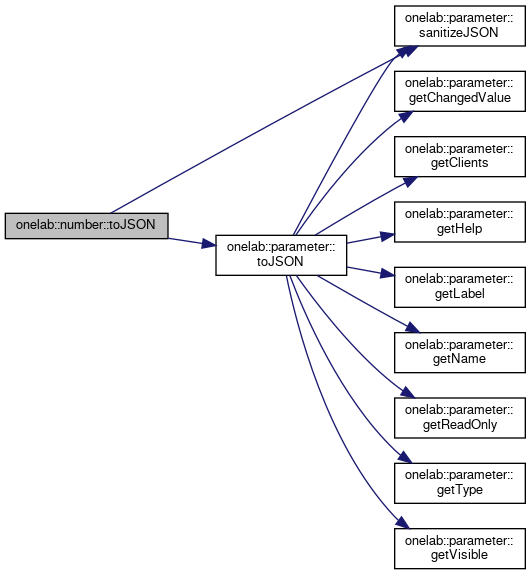 onelab::number::toJSON
onelab::parameter::
toJSON
onelab::parameter::
sanitizeJSON
onelab::parameter::
getChangedValue
onelab::parameter::
getClients
onelab::parameter::
getHelp
onelab::parameter::
getLabel
onelab::parameter::
getName
onelab::parameter::
getReadOnly
onelab::parameter::
getType
onelab::parameter::
getVisible